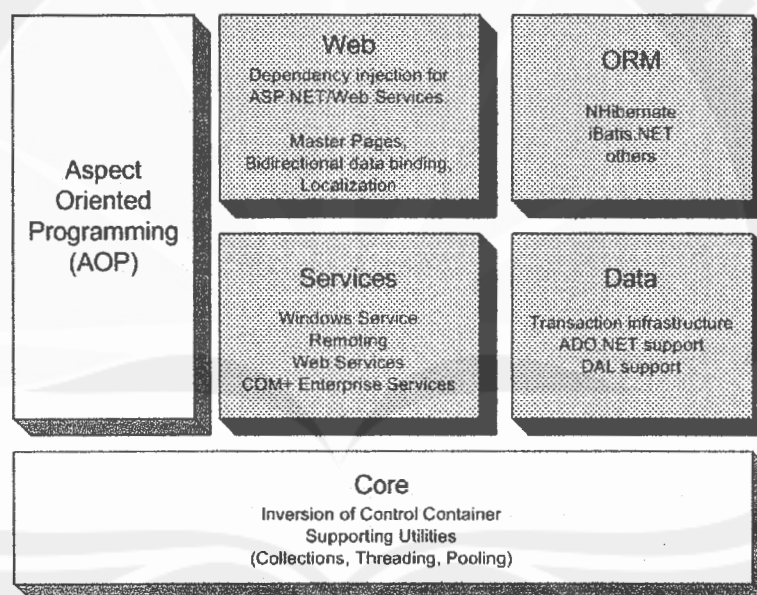 Aspect
Oriented
Programming
(AOP)
Web
Dependency injection for
ASP.NET/Web Services
Master Pages,
Bidirectional data binding,
Localization
ORM
NHibernate
iBatis.NET
others
Services
Windows Service
Remoting
Web Services
COM+ Enterprise Services
Data
Transaction infrastructure
ADO.NET support
DAL support
Core
Inversion of Control Container
Supporting Utilities
(Collections, Threading, Pooling)